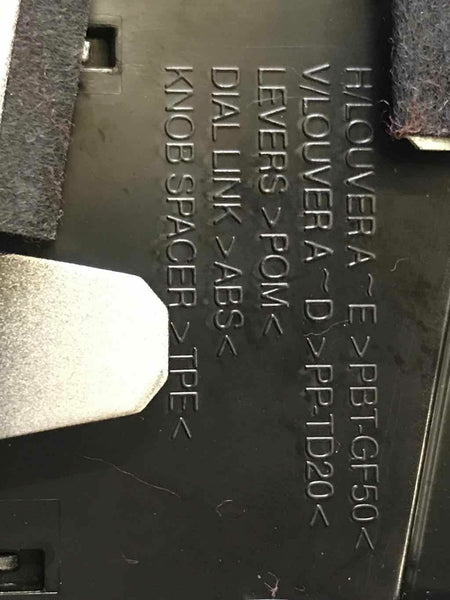 H/LOUVER A~E >PBT-GF50<
V/LOUVER A~D >PP-TD20<
LEVERS >POM<
DIAL LINK >ABS<
KNOB SPACER >TPE<